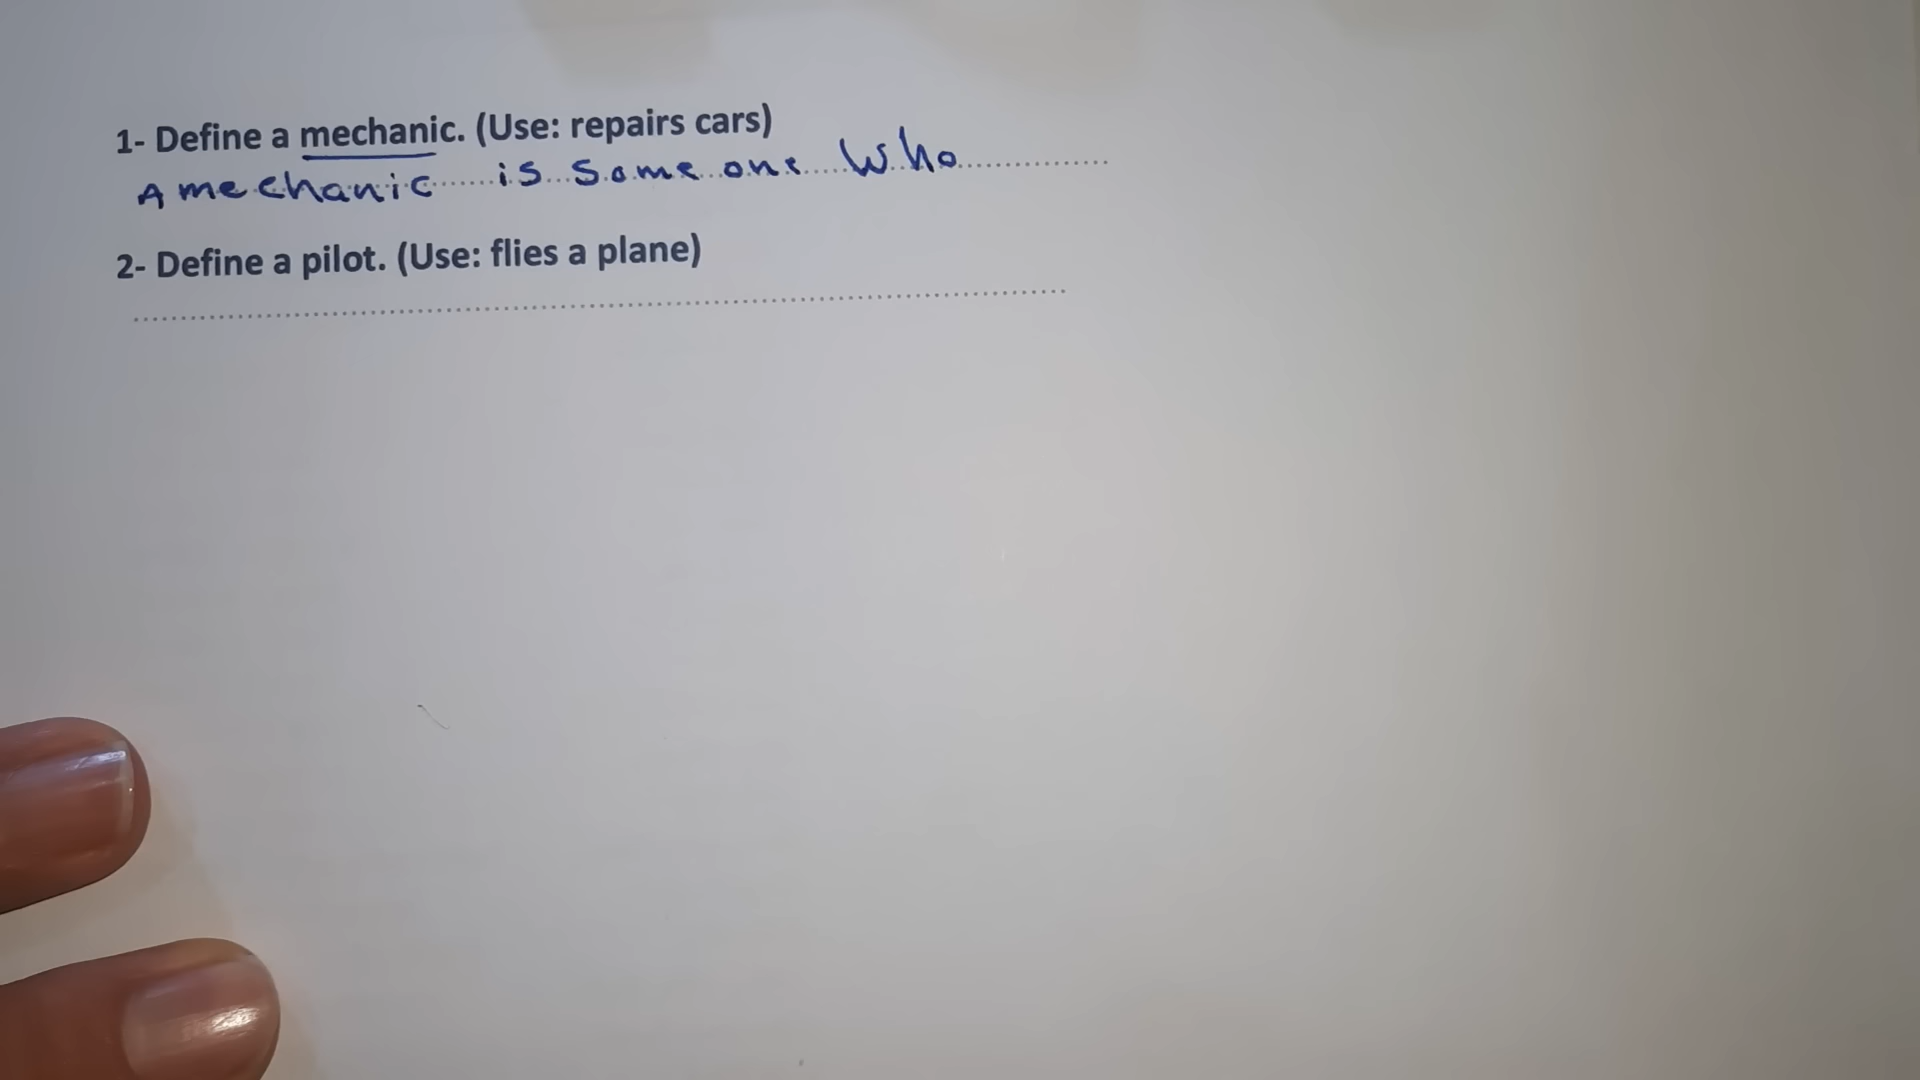 1- Define a mechanic. (Use: repairs cars)
A mechanic is some one who
2- Define a pilot. (Use: flies a plane)